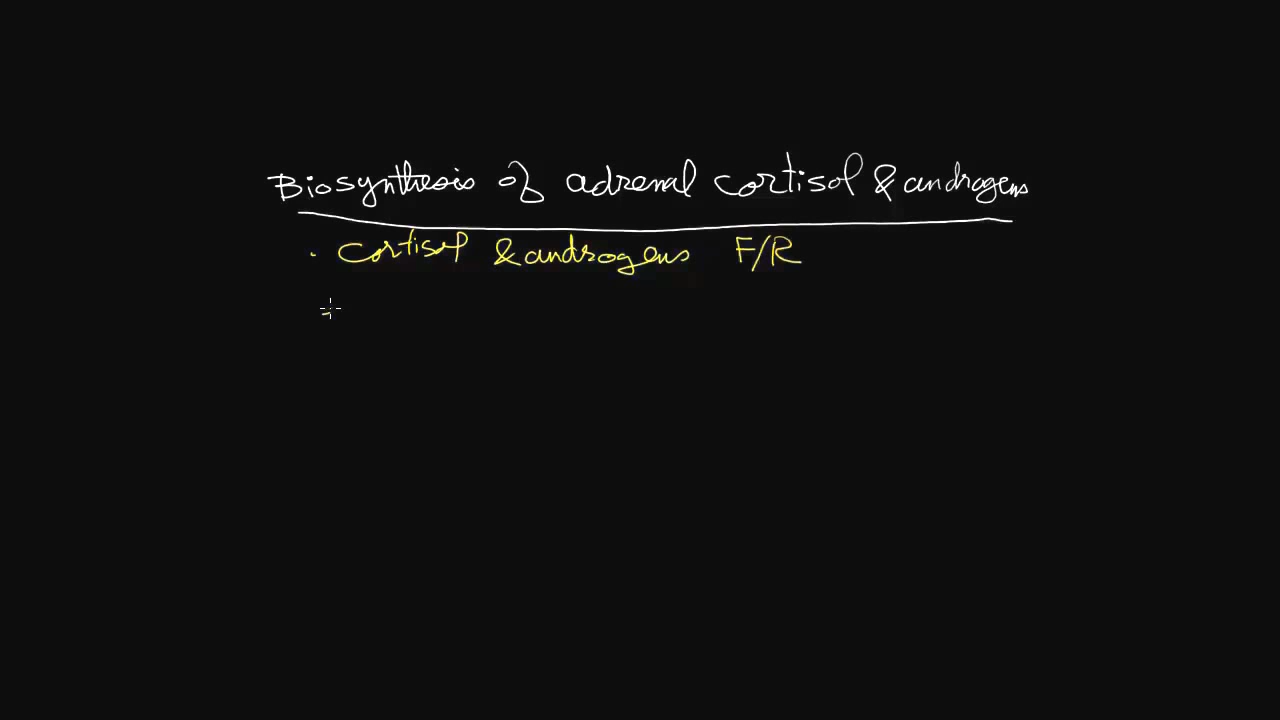 Biosynthesis of adrenal cortisol & androgens
· Cortisol & androgens F/R